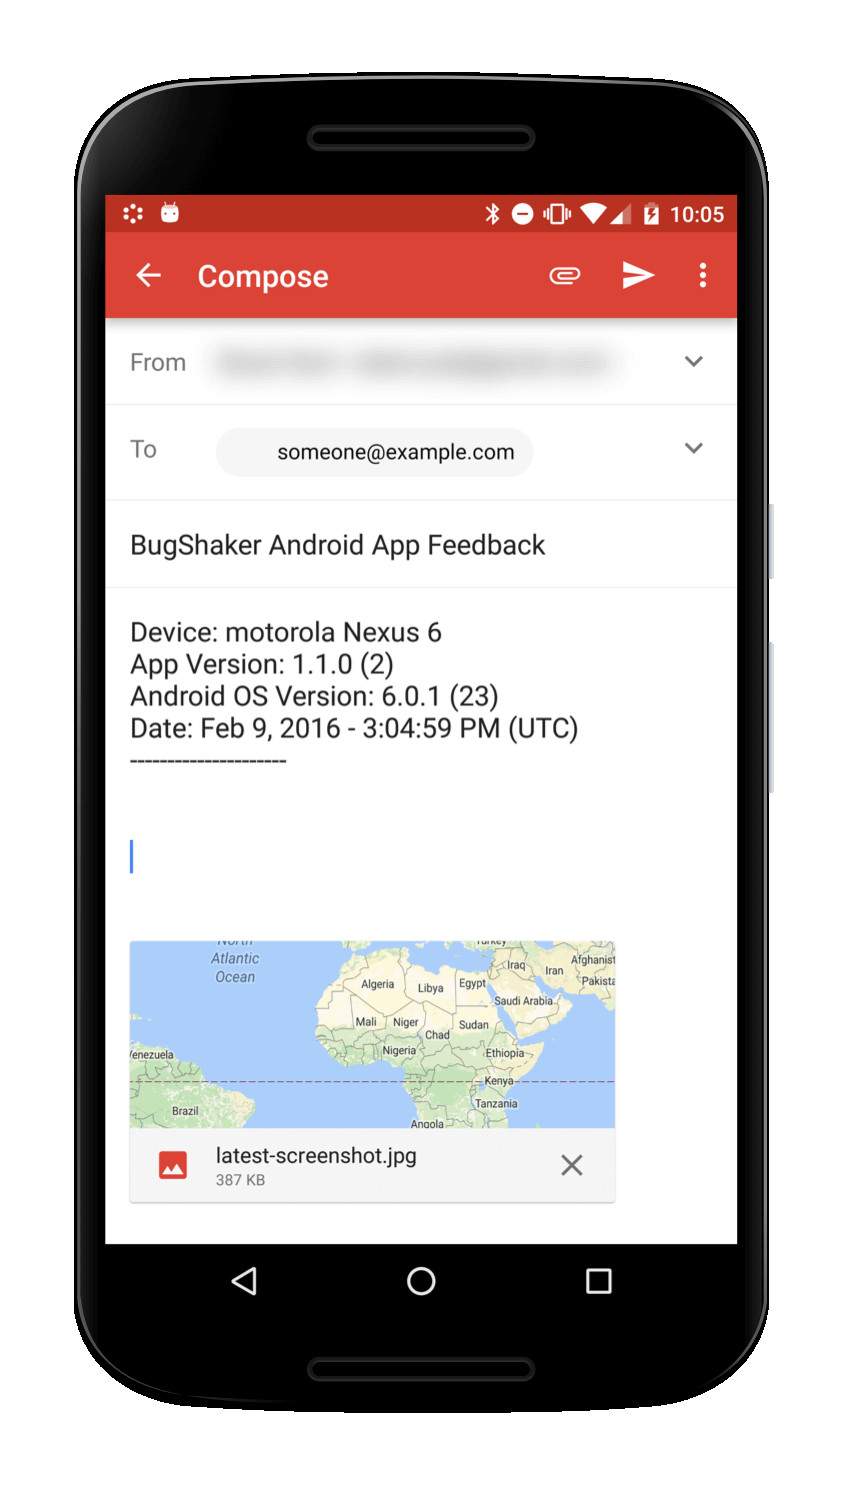 10:05
Compose
From
To
someone@example.com
BugShaker Android App Feedback
Device: motorola Nexus 6
App Version: 1.1.0 (2)
Android OS Version: 6.0.1 (23)
Date: Feb 9, 2016 - 3:04:59 PM (UTC)
---------------------
North
Atlantic
Ocean
Turkey
Afghanist
Iraq
Iran
Pakista
Algeria
Libya
Egypt
Saudi Arabia
Mali
Niger
Chad
Sudan
Nigeria
Ethiopia
enezuela
Kenya
Brazil
Tanzania
Angola
latest-screenshot.jpg
387 KB